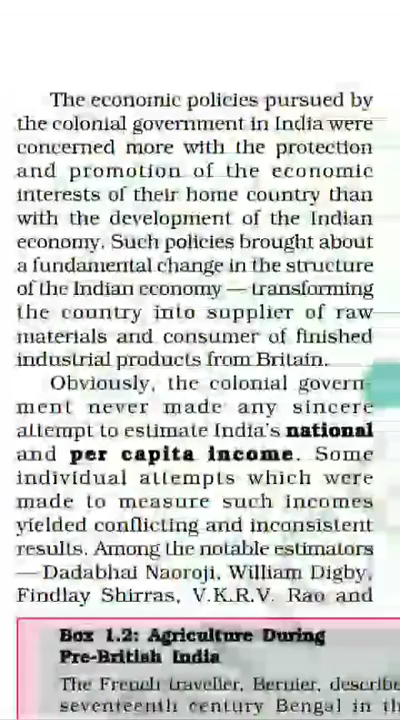 The economic policies pursued by
the colonial government in India were
concerned more with the protection
and promotion of the economic
interests of their home country than
with the development of the Indian
economy. Such policies brought about
a fundamental change in the structure
of the Indian economy — transforming
the country into supplier of raw
materials and consumer of finished
industrial products from Britain.
Obviously, the colonial govern-
ment never made any sincere
attempt to estimate India's national
and per capita income. Some
individual attempts which were
made to measure such incomes
yielded conflicting and inconsistent
results. Among the notable estimators
— Dadabhai Naoroji, William Digby,
Findlay Shirras, V.K.R.V. Rao and
Box 1.2: Agriculture During
Pre-British India
The French traveller, Bernier, describe
seventeenth century Bengal in th